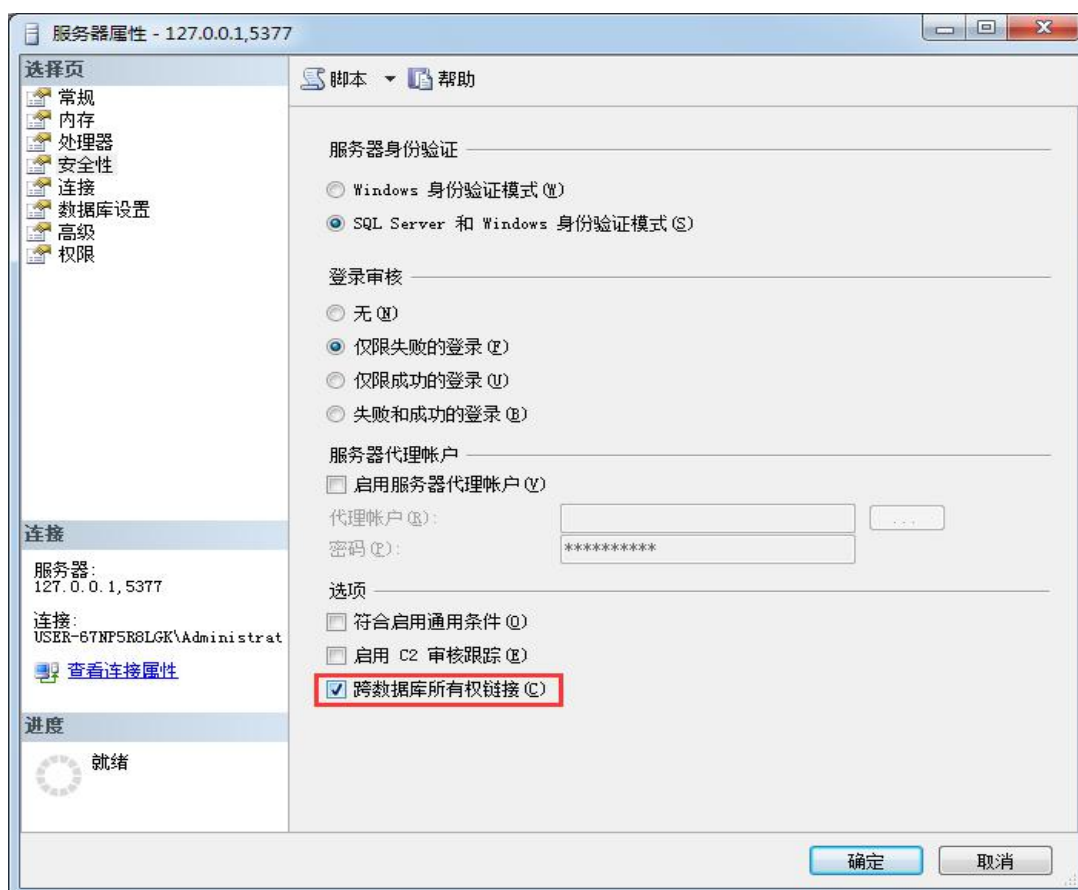 服务器属性 - 127.0.0.1,5377
选择页
常规
内存
处理器
安全性
连接
数据库设置
高级
权限
脚本 帮助
服务器身份验证
Windows 身份验证模式(W)
SQL Server 和 Windows 身份验证模式(S)
登录审核
无(N)
仅限失败的登录(F)
仅限成功的登录(U)
失败和成功的登录(B)
服务器代理帐户
启用服务器代理帐户(V)
代理帐户(R):
...
密码(P):
**********
选项
符合启用通用条件(O)
启用 C2 审核跟踪(E)
跨数据库所有权链接(C)
连接
服务器:
127.0.0.1,5377
连接:
USER-67NP5R8LGK\Administrat
查看连接属性
进度
就绪
确定 取消